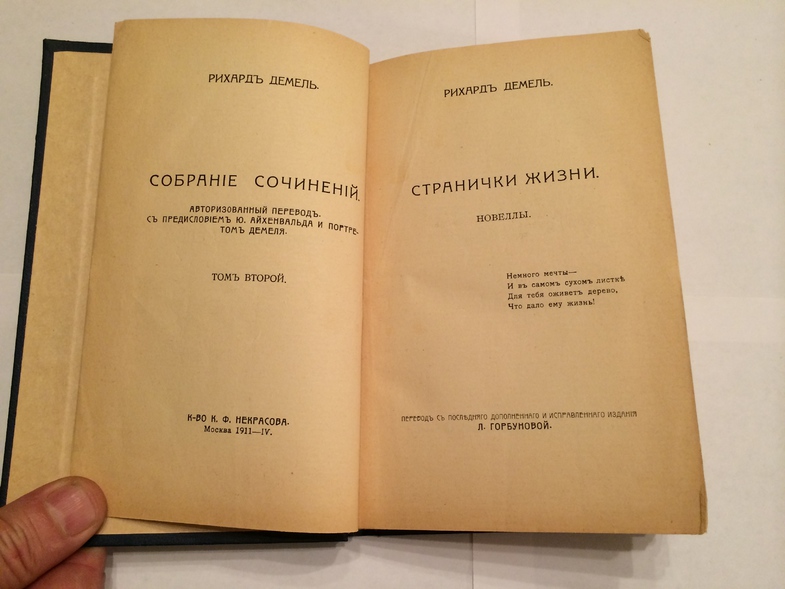 РИХАРДЪ ДЕМЕЛЬ.
СОБРАНІЕ СОЧИНЕНІЙ.
АВТОРИЗОВАННЫЙ ПЕРЕВОДЪ.
СЪ ПРЕДИСЛОВІЕМЪ Ю. АЙХЕНВАЛЬДА И ПОРТРЕ-
ТОМЪ ДЕМЕЛЯ.
ТОМЪ ВТОРОЙ.
К-ВО К. Ф. НЕКРАСОВА.
Москва 1911—IV.
РИХАРДЪ ДЕМЕЛЬ.
СТРАНИЧКИ ЖИЗНИ.
НОВЕЛЛЫ.
Немного мечты—
И въ самомъ сухомъ листкѣ
Для тебя оживетъ дерево,
Что дало ему жизнь!
ПЕРЕВОДЪ СЪ ПОСЛѢДНЯГО ДОПОЛНЕННАГО И ИСПРАВЛЕННАГО ИЗДАНІЯ
Л. ГОРБУНОВОЙ.